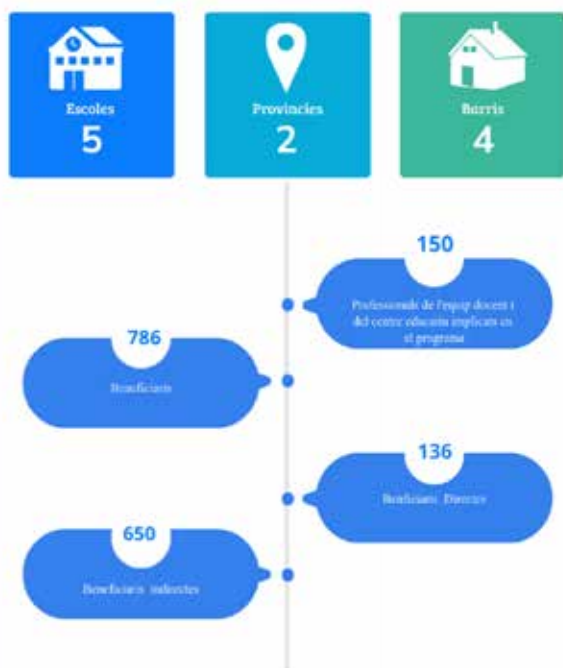 Escoles
5
Províncies
2
Barris
4
150
Professionals de l'equip docent i
del centre educatiu implicats en
el programa
786
Beneficiaris
136
Beneficiaris Directes
650
Beneficiaris indirectes